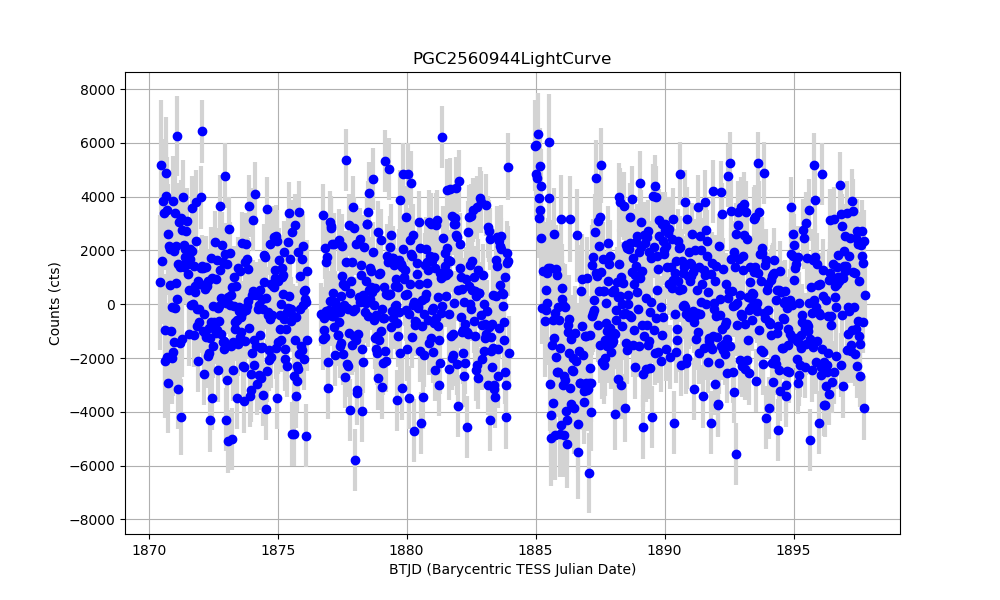 PGC2560944LightCurve
8000
6000
4000
2000
0
−2000
−4000
−6000
−8000
Counts (cts)
1870 1875 1880 1885 1890 1895
BTJD (Barycentric TESS Julian Date)